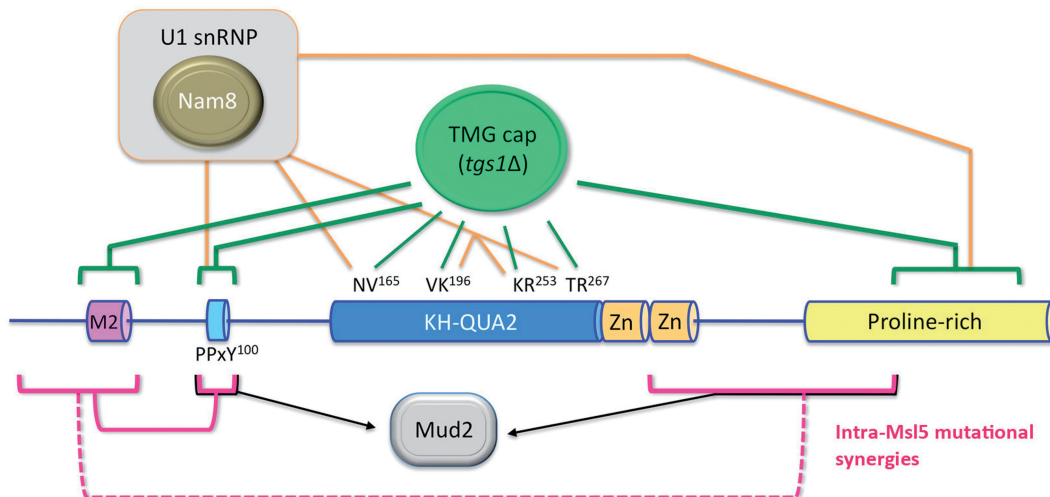 U1 snRNP
Nam8
TMG cap
(tgs1Δ)
NV165 VK196 KR253 TR267
M2 KH-QUA2 Zn Zn Proline-rich
PPxY100
Mud2
Intra-Msl5 mutational
synergies